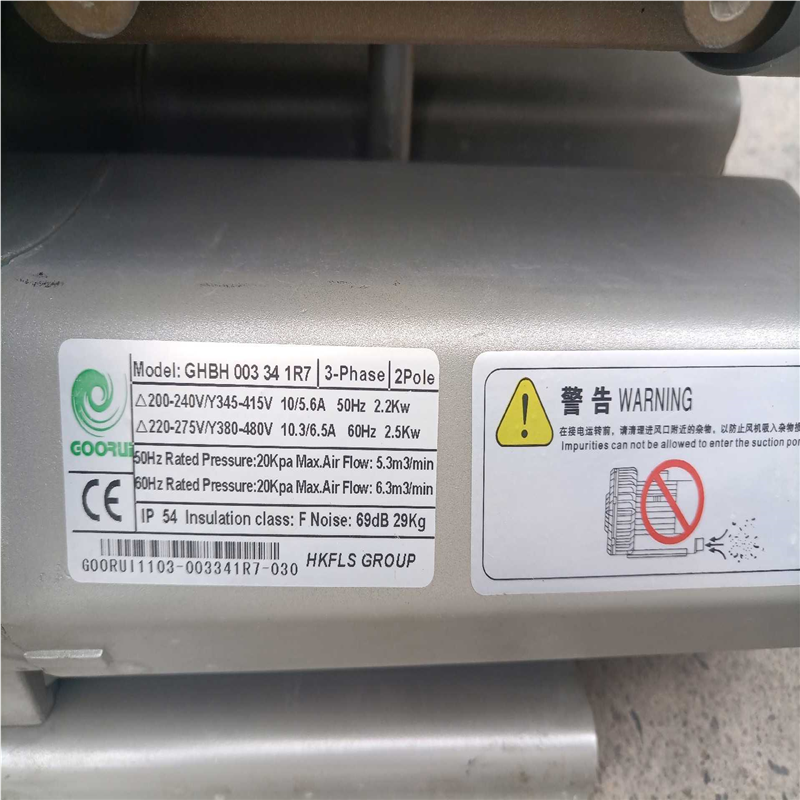 GOORUI
CE
Model: GHBH 003 34 1R7 3-Phase 2Pole
△200-240V/Y345-415V 10/5.6A 50Hz 2.2Kw
△220-275V/Y380-480V 10.3/6.5A 60Hz 2.5Kw
50Hz Rated Pressure:20Kpa Max.Air Flow: 5.3m3/min
60Hz Rated Pressure:20Kpa Max.Air Flow: 6.3m3/min
IP 54 Insulation class: F Noise: 69dB 29Kg
GOORUI1103-003341R7-030 HKFLS GROUP
警告 WARNING
在接电运转前，请清理进风口附近的杂物，以防止风机吸入杂物
Impurities can not be allowed to enter the suction